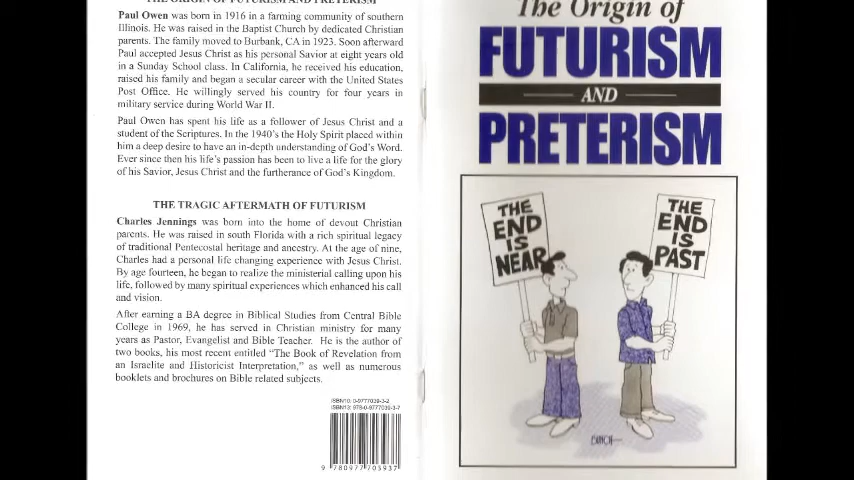 THE ORIGIN OF FUTURISM AND PRETERISM
Paul Owen was born in 1916 in a farming community of southern
Illinois. He was raised in the Baptist Church by dedicated Christian
parents. The family moved to Burbank, CA in 1923. Soon afterward
Paul accepted Jesus Christ as his personal Savior at eight years old
in a Sunday School class. In California, he received his education,
raised his family and began a secular career with the United States
Post Office. He willingly served his country for four years in
military service during World War II.
Paul Owen has spent his life as a follower of Jesus Christ and a
student of the Scriptures. In the 1940's the Holy Spirit placed within
him a deep desire to have an in-depth understanding of God's Word.
Ever since then his life's passion has been to live a life for the glory
of his Savior, Jesus Christ and the furtherance of God's Kingdom.
THE TRAGIC AFTERMATH OF FUTURISM
Charles Jennings was born into the home of devout Christian
parents. He was raised in south Florida with a rich spiritual legacy
of traditional Pentecostal heritage and ancestry. At the age of nine,
Charles had a personal life changing experience with Jesus Christ.
By age fourteen, he began to realize the ministerial calling upon his
life, followed by many spiritual experiences which enhanced his call
and vision.
After earning a BA degree in Biblical Studies from Central Bible
College in 1969, he has served in Christian ministry for many
years as Pastor, Evangelist and Bible Teacher. He is the author of
two books, his most recent entitled “The Book of Revelation from
an Israelite and Historicist Interpretation,” as well as numerous
booklets and brochures on Bible related subjects.
ISBN10: 0-9777039-3-2
ISBN13: 978-0-9777039-3-7
9 780977 703937
The Origin of
FUTURISM
AND
PRETERISM
THE
END
IS
NEAR
THE
END
IS
PAST